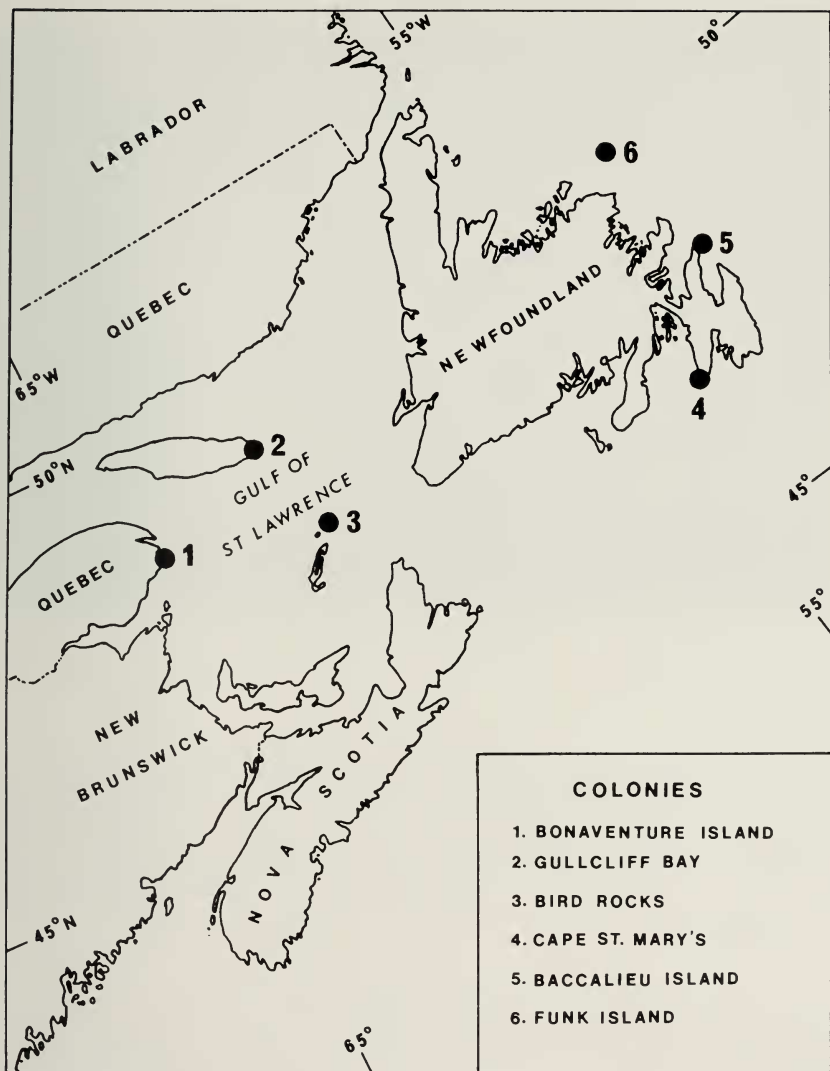 55°W
50°
LABRADOR
6
QUEBEC
5
NEWFOUNDLAND
65°W
4
2
50°N
GULF OF
ST LAWRENCE
45°
3
1
QUEBEC
55°
NEW
BRUNSWICK
NOVA SCOTIA
45°N
65°
COLONIES
1. BONAVENTURE ISLAND
2. GULLCLIFF BAY
3. BIRD ROCKS
4. CAPE ST. MARY'S
5. BACCALIEU ISLAND
6. FUNK ISLAND